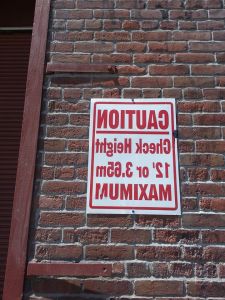 CAUTION
Check Height
12' or 3.65m
MAXIMUM